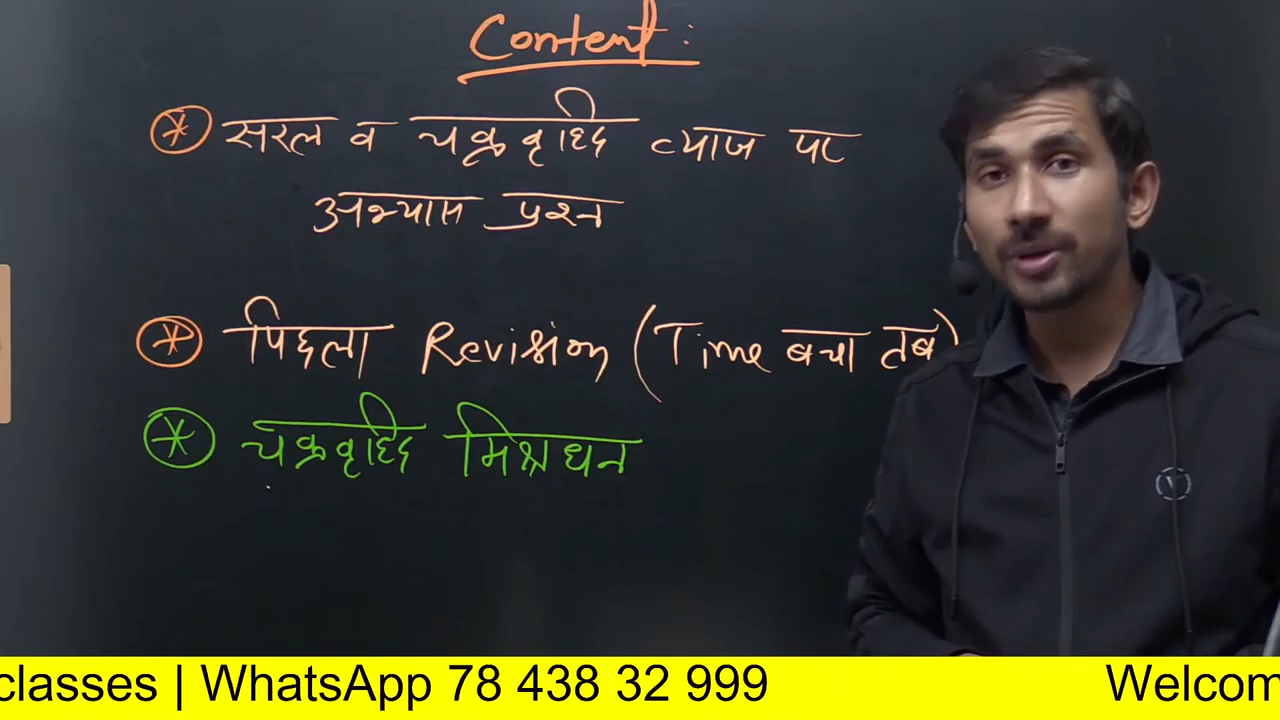 Content:
* सरल व चक्रवृद्धि ब्याज पर
अभ्यास प्रश्न
* पिछला Revision (Time बचा तब)
* चक्रवृद्धि मिश्रधन
classes | WhatsApp 78 438 32 999 Welcom